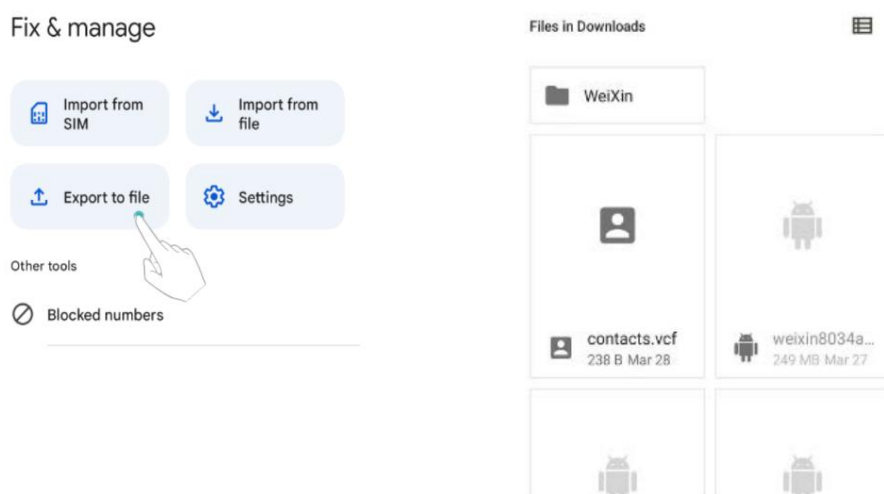 Fix & manage
Import from
SIM
Import from
file
Export to file
Settings
Other tools
Blocked numbers
Files in Downloads
WeiXin
contacts.vcf
238 B Mar 28
weixin8034a...
249 MB Mar 27